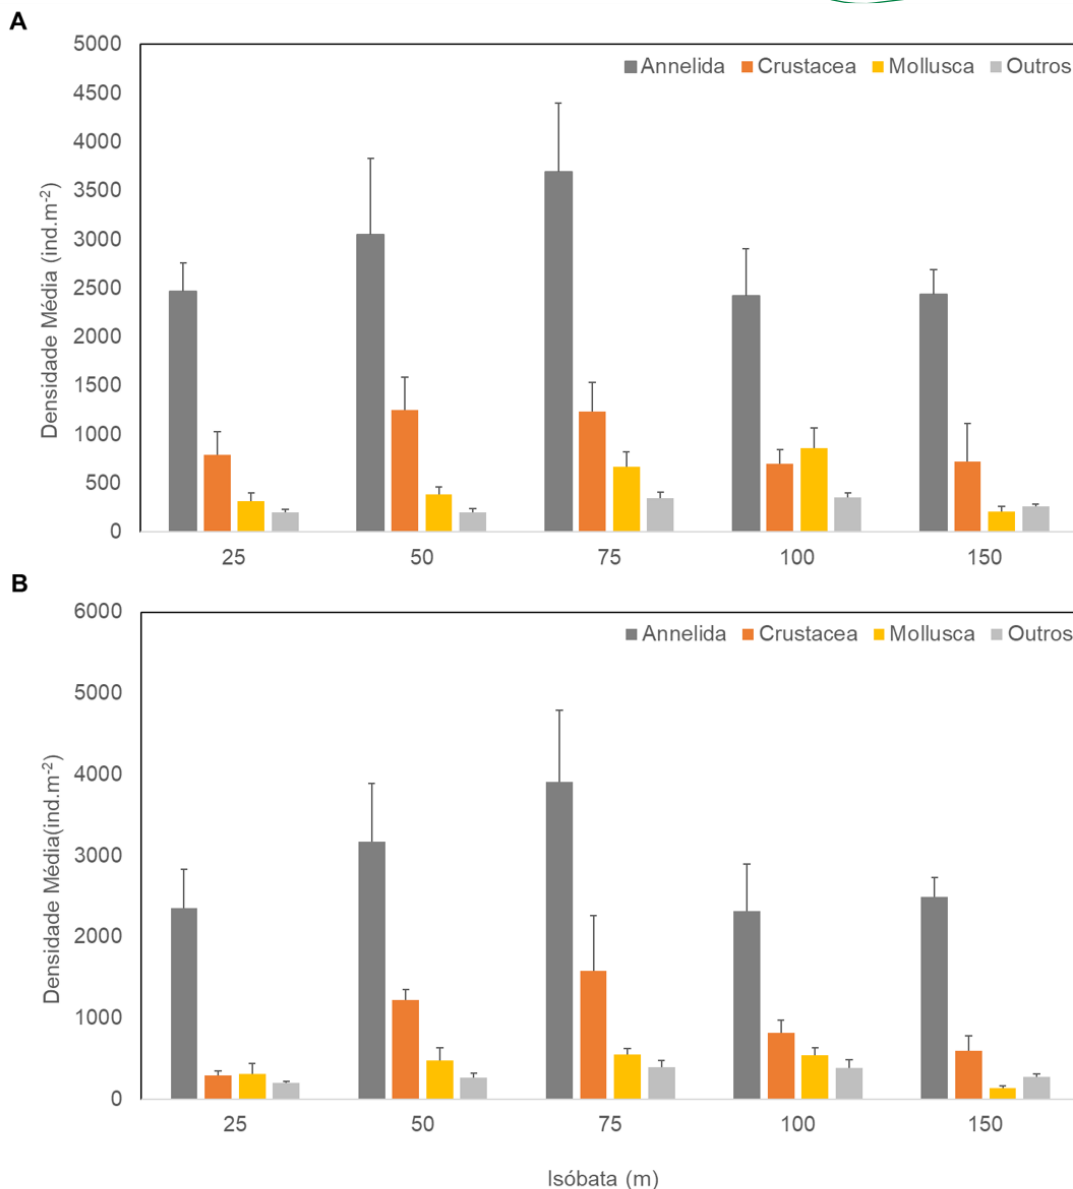 A
5000
Annelida Crustacea Mollusca Outros
4500
4000
3500
3000
2500
2000
1500
1000
500
0
Densidade Média (ind.m-2)
25 50 75 100 150
B
6000
Annelida Crustacea Mollusca Outros
5000
4000
3000
2000
1000
0
Densidade Média(ind.m-2)
25 50 75 100 150
Isóbata (m)